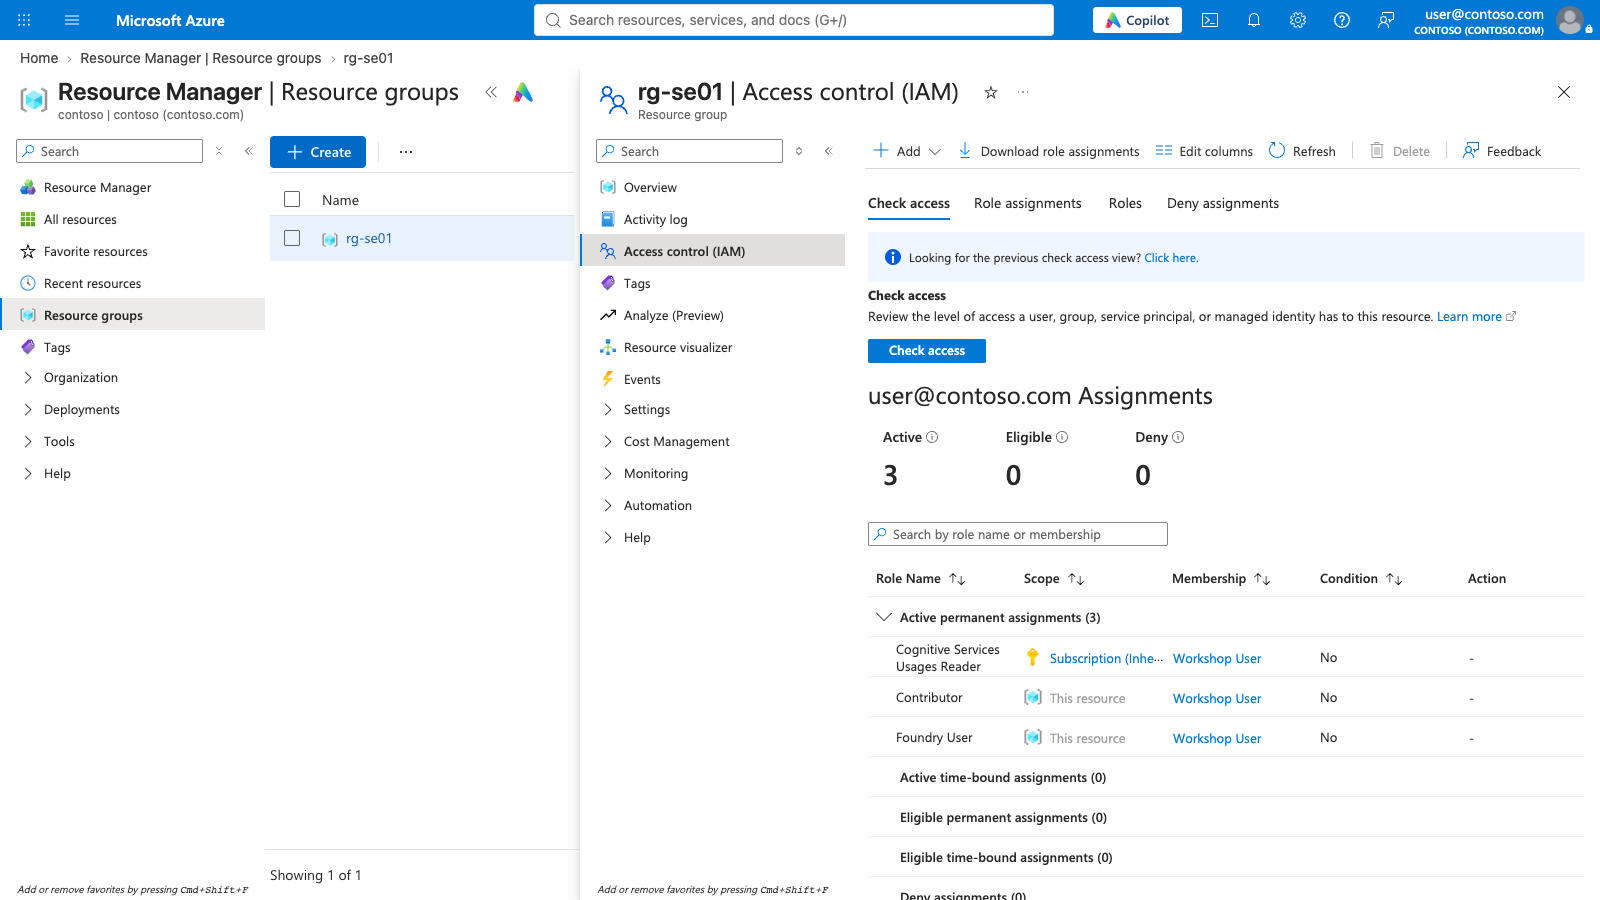 Microsoft Azure
Search resources, services, and docs (G+/)
Copilot
user@contoso.com
CONTOSO (CONTOSO.COM)
Home
Resource Manager | Resource groups
rg-se01
Resource Manager | Resource groups
contoso | contoso (contoso.com)
Search
Resource Manager
All resources
Favorite resources
Recent resources
Resource groups
Tags
Organization
Deployments
Tools
Help
Add or remove favorites by pressing Cmd+Shift+F
Create
Name
rg-se01
Showing 1 of 1
rg-se01 | Access control (IAM)
Resource group
Search
Overview
Activity log
Access control (IAM)
Tags
Analyze (Preview)
Resource visualizer
Events
Settings
Cost Management
Monitoring
Automation
Help
Add or remove favorites by pressing Cmd+Shift+F
Add
Download role assignments
Edit columns
Refresh
Delete
Feedback
Check access
Role assignments
Roles
Deny assignments
Looking for the previous check access view? Click here.
Check access
Review the level of access a user, group, service principal, or managed identity has to this resource. Learn more
Check access
user@contoso.com Assignments
Active
Eligible
Deny
3
0
0
Search by role name or membership
Role Name
Scope
Membership
Condition
Action
Active permanent assignments (3)
Cognitive Services
Usages Reader
Subscription (Inhe...
Workshop User
No
-
Contributor
This resource
Workshop User
No
-
Foundry User
This resource
Workshop User
No
-
Active time-bound assignments (0)
Eligible permanent assignments (0)
Eligible time-bound assignments (0)
Deny assignments (0)